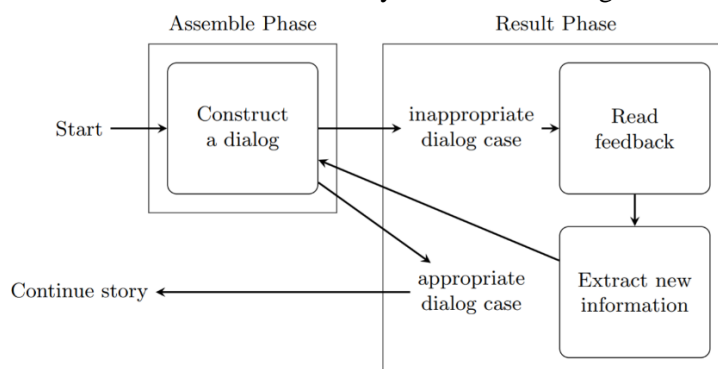 Assemble Phase
Result Phase
Start
Construct
a dialog
inappropriate
dialog case
Read
feedback
Continue story
appropriate
dialog case
Extract new
information